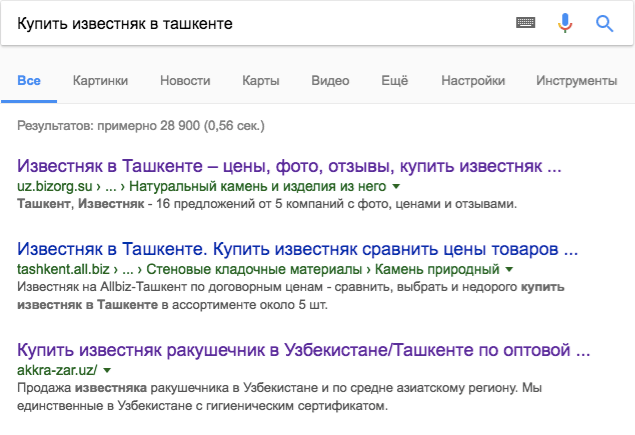 Купить известняк в ташкенте
Все Картинки Новости Карты Видео Ещё Настройки Инструменты
Результатов: примерно 28 900 (0,56 сек.)
Известняк в Ташкенте – цены, фото, отзывы, купить известняк ...
uz.bizorg.su › ... › Натуральный камень и изделия из него
Ташкент, Известняк - 16 предложений от 5 компаний с фото, ценами и отзывами.
Известняк в Ташкенте. Купить известняк сравнить цены товаров ...
tashkent.all.biz › ... › Стеновые кладочные материалы › Камень природный
Известняк на Allbiz-Ташкент по договорным ценам - сравнить, выбрать и недорого купить
известняк в Ташкенте в ассортименте около 5 шт.
Купить известняк ракушечник в Узбекистане/Ташкенте по оптовой ...
akkra-zar.uz/
Продажа известняка ракушечника в Узбекистане и по средне азиатскому региону. Мы
единственные в Узбекистане с гигиеническим сертификатом.